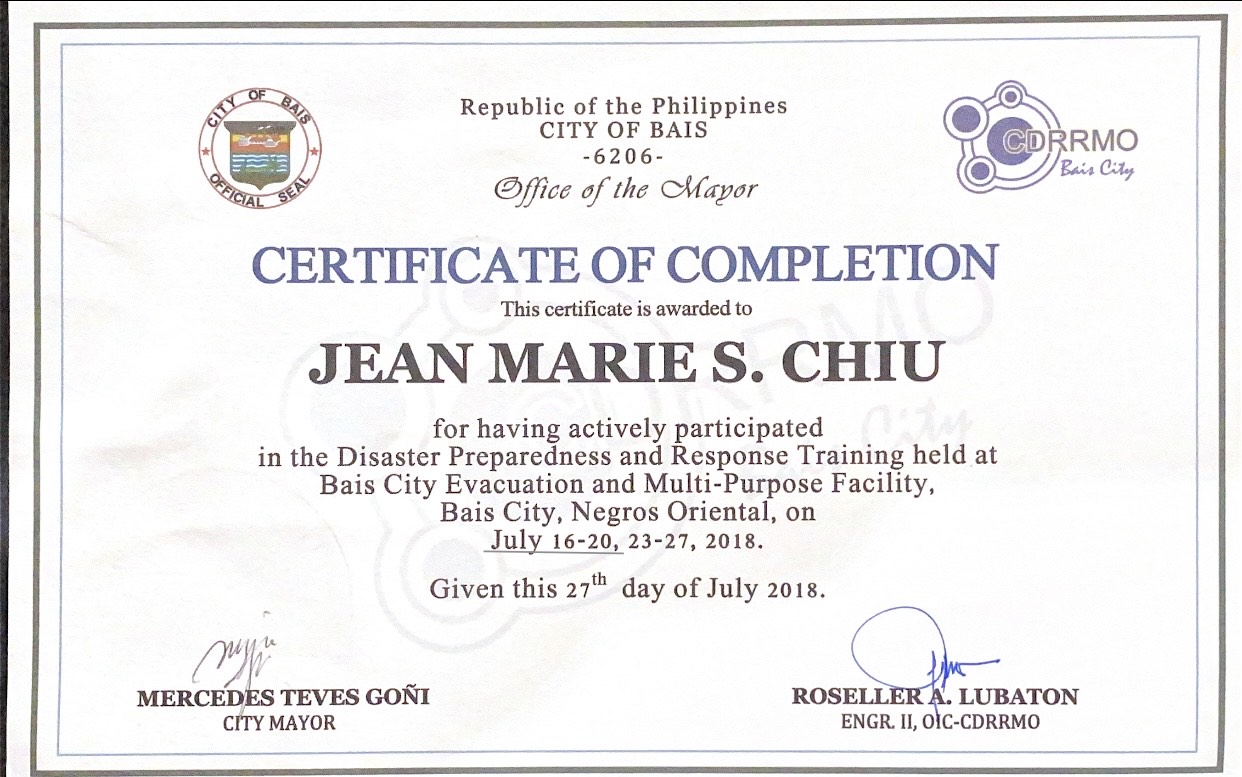 CITY OF BAIS
OFFICIAL SEAL
Republic of the Philippines
CITY OF BAIS
-6206-
Office of the Mayor
CDRRMO
Bais City
CERTIFICATE OF COMPLETION
This certificate is awarded to
JEAN MARIE S. CHIU
for having actively participated
in the Disaster Preparedness and Response Training held at
Bais City Evacuation and Multi-Purpose Facility,
Bais City, Negros Oriental, on
July 16-20, 23-27, 2018.
Given this 27th day of July 2018.
MERCEDES TEVES GOÑI
CITY MAYOR
ROSELLER A. LUBATON
ENGR. II, OIC-CDRRMO